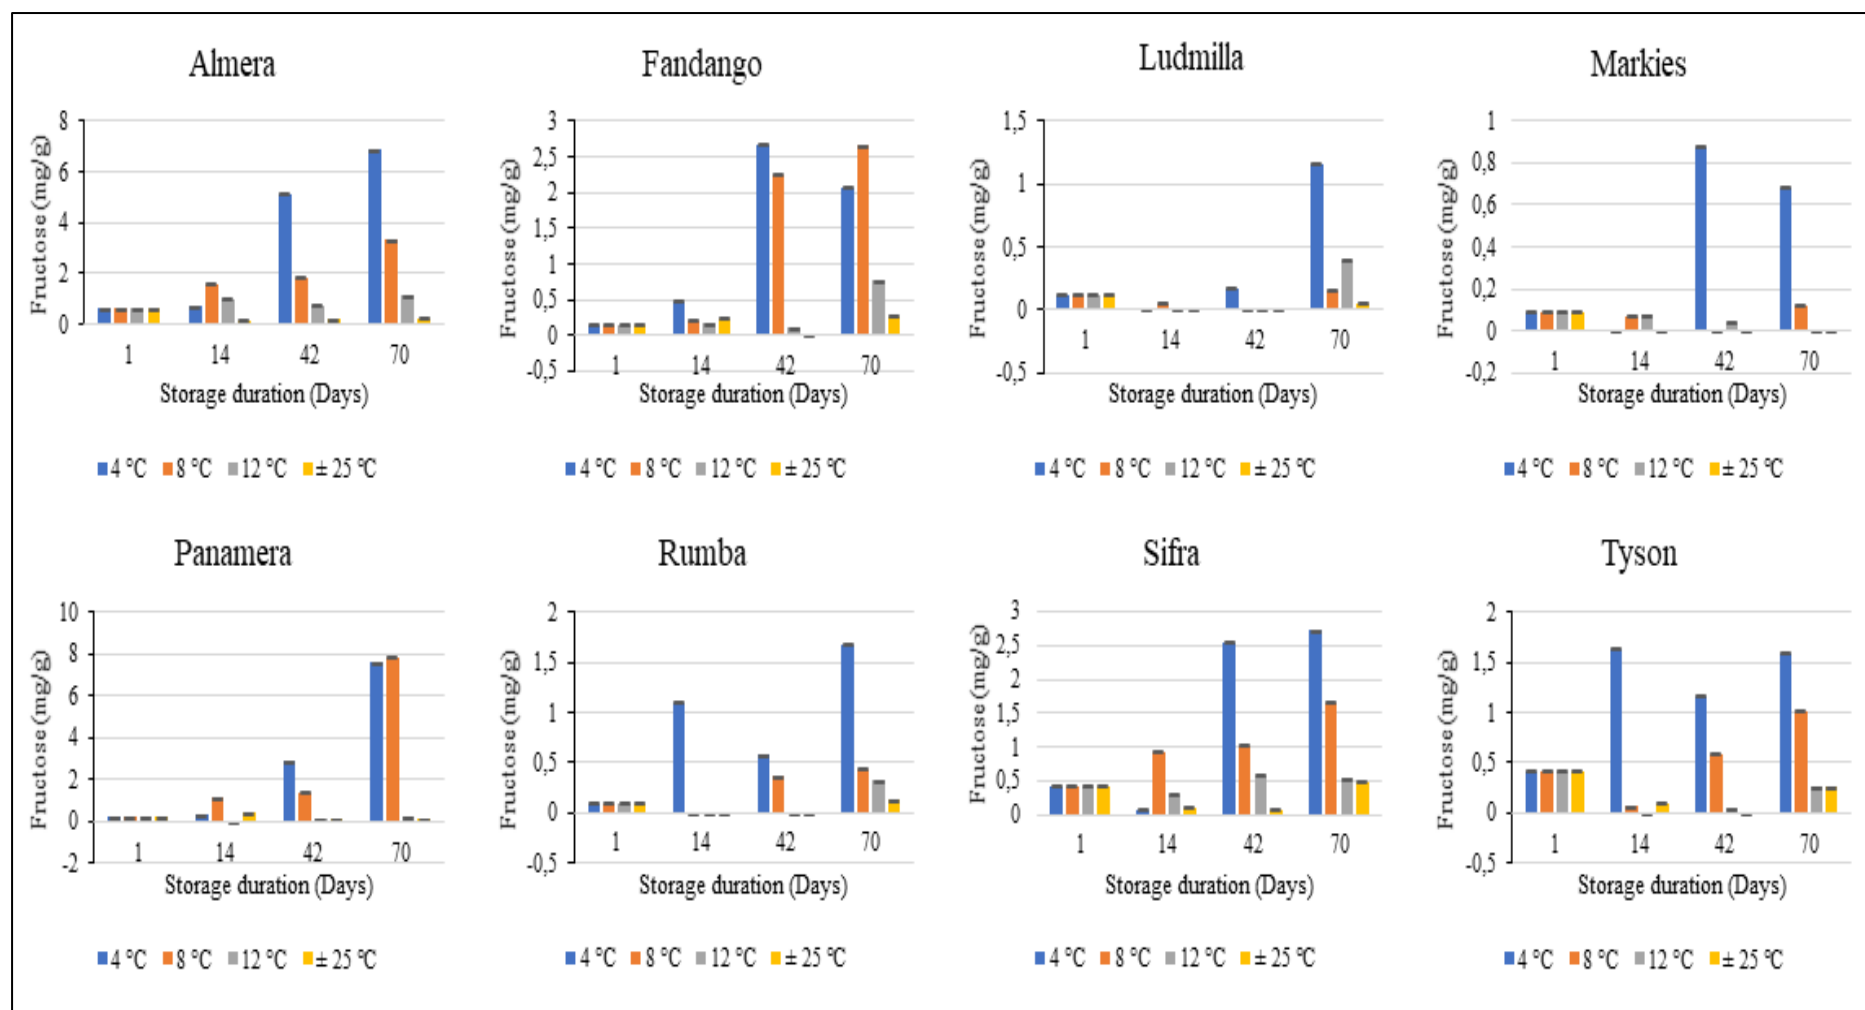 Almera
Fructose (mg/g)
8
6
4
2
0
1 14 42 70
Storage duration (Days)
4 °C 8 °C 12 °C ± 25 °C
Fandango
Fructose (mg/g)
3
2,5
2
1,5
1
0,5
0
-0,5
1 14 42 70
Storage duration (Days)
4 °C 8 °C 12 °C ± 25 °C
Ludmilla
Fructose (mg/g)
1,5
1
0,5
0
-0,5
1 14 42 70
Storage duration (Days)
4 °C 8 °C 12 °C ± 25 °C
Markies
Fructose (mg/g)
1
0,8
0,6
0,4
0,2
0
-0,2
1 14 42 70
Storage duration (Days)
4 °C 8 °C 12 °C ± 25 °C
Panamera
Fructose (mg/g)
10
8
6
4
2
0
-2
1 14 42 70
Storage duration (Days)
4 °C 8 °C 12 °C ± 25 °C
Rumba
Fructose (mg/g)
2
1,5
1
0,5
0
-0,5
1 14 42 70
Storage duration (Days)
4 °C 8 °C 12 °C ± 25 °C
Sifra
Fructose (mg/g)
3
2,5
2
1,5
1
0,5
0
1 14 42 70
Storage duration (Days)
4 °C 8 °C 12 °C ± 25 °C
Tyson
Fructose (mg/g)
2
1,5
1
0,5
0
-0,5
1 14 42 70
Storage duration (Days)
4 °C 8 °C 12 °C ± 25 °C